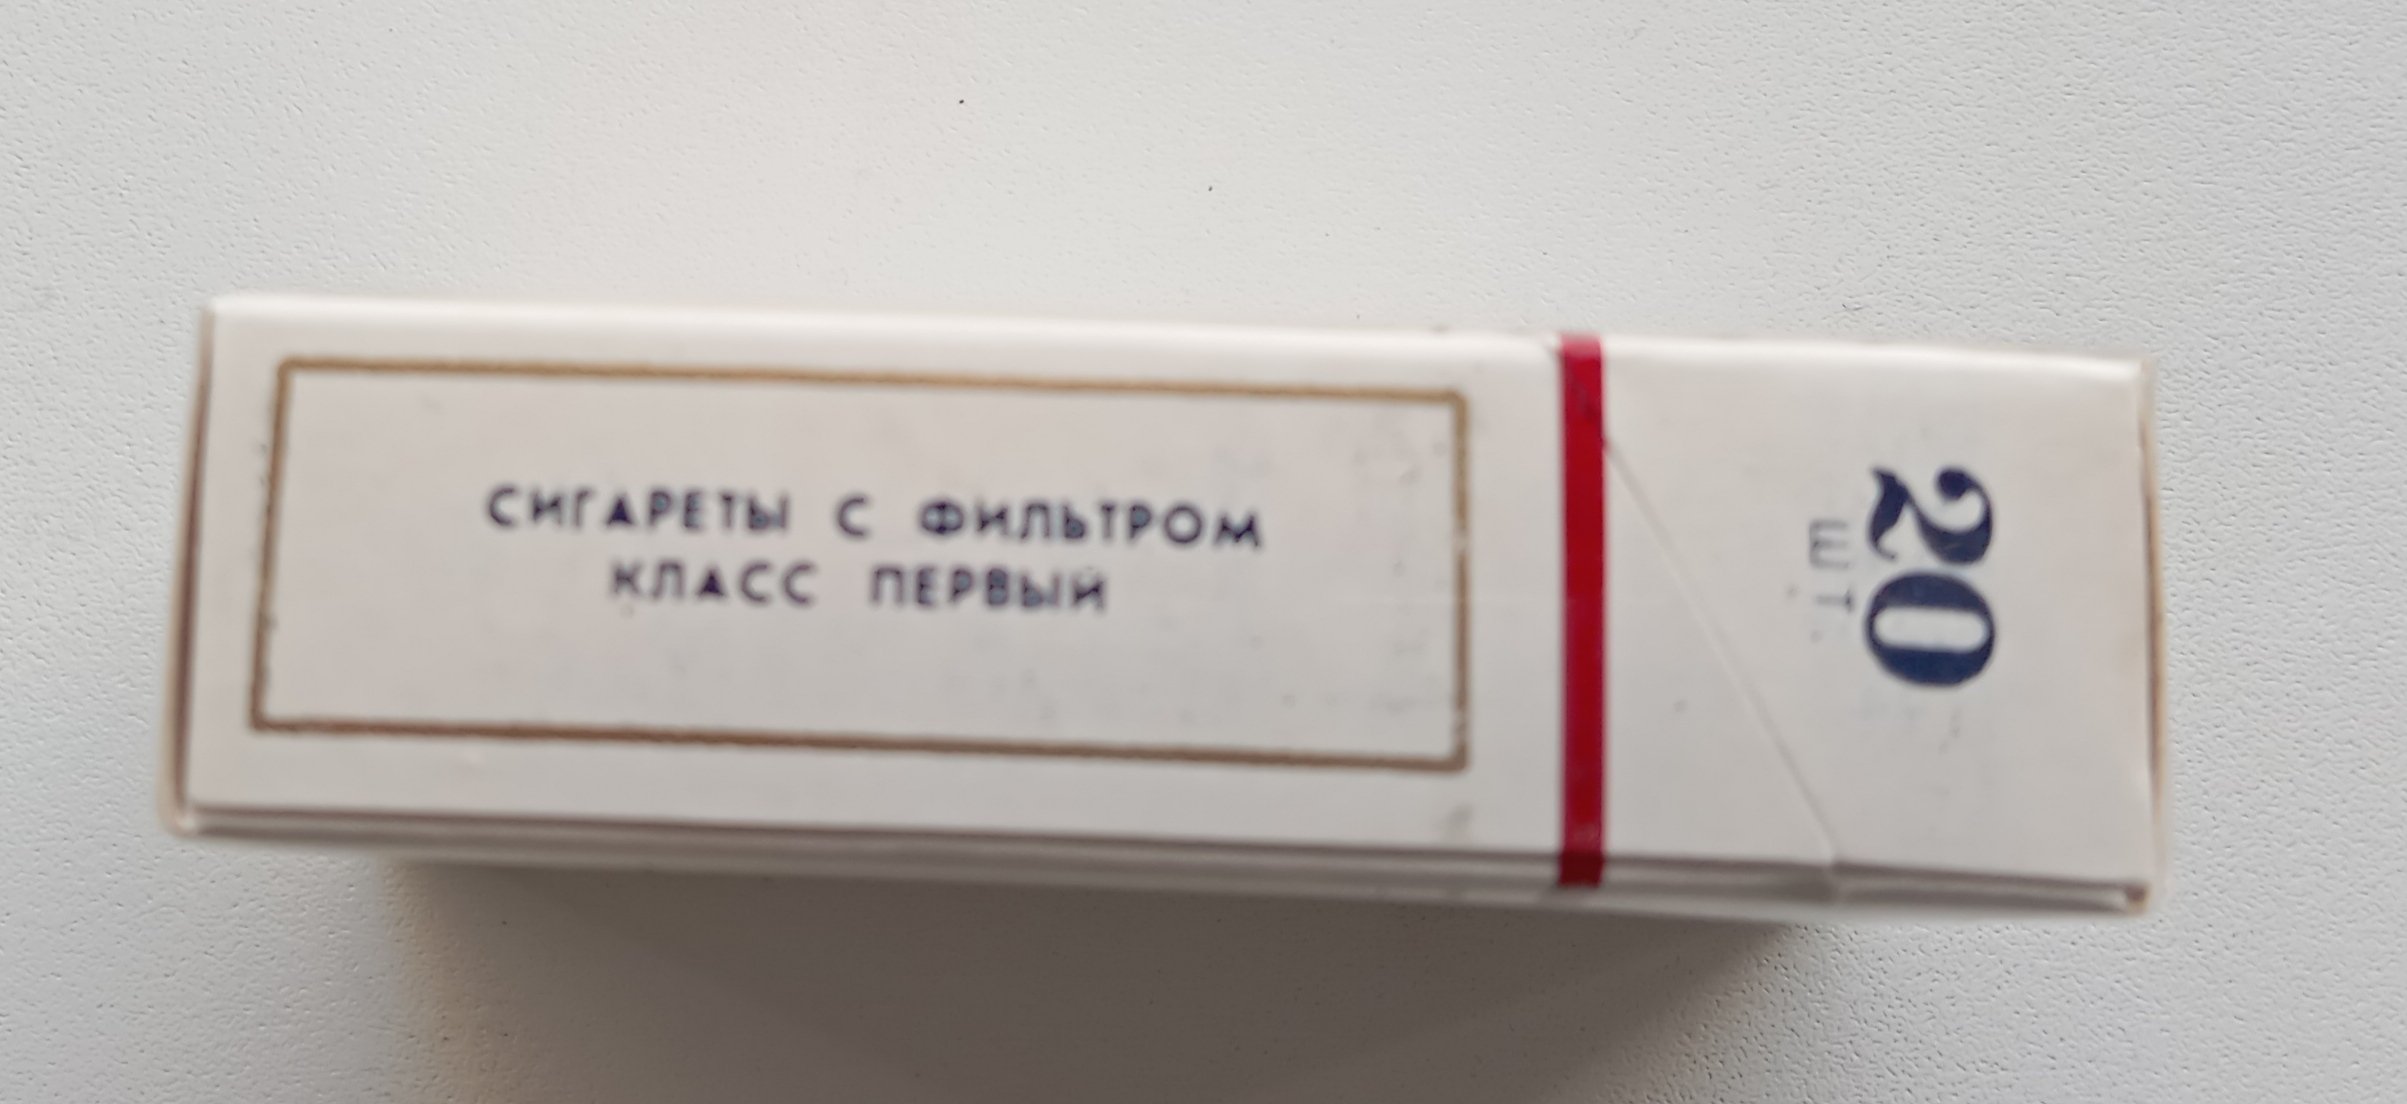 СИГАРЕТЫ С ФИЛЬТРОМ
КЛАСС ПЕРВЫЙ
20
ШТ.